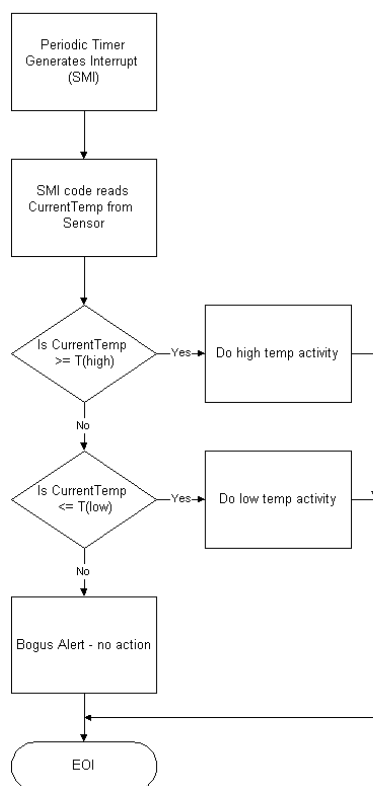 Periodic Timer
Generates Interrupt
(SMI)
SMI code reads
CurrentTemp from
Sensor
Is CurrentTemp
>= T(high)
Yes
Do high temp activity
No
Is CurrentTemp
<= T(low)
Yes
Do low temp activity
No
Bogus Alert - no action
EOI